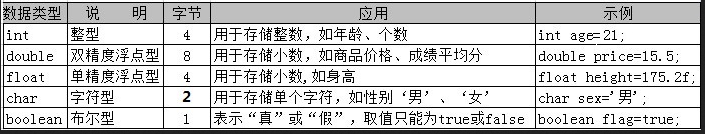 数据类型 说 明 字节 应用 示例
int 整型 4 用于存储整数，如年龄、个数 int age=21;
double 双精度浮点型 8 用于存储小数，如商品价格、成绩平均分 double price=15.5;
float 单精度浮点型 4 用于存储小数,如身高 float height=175.2f;
char 字符型 2 用于存储单个字符，如性别‘男’、‘女’ char sex='男';
boolean 布尔型 1 表示“真”或“假”，取值只能为true或false boolean flag=true;